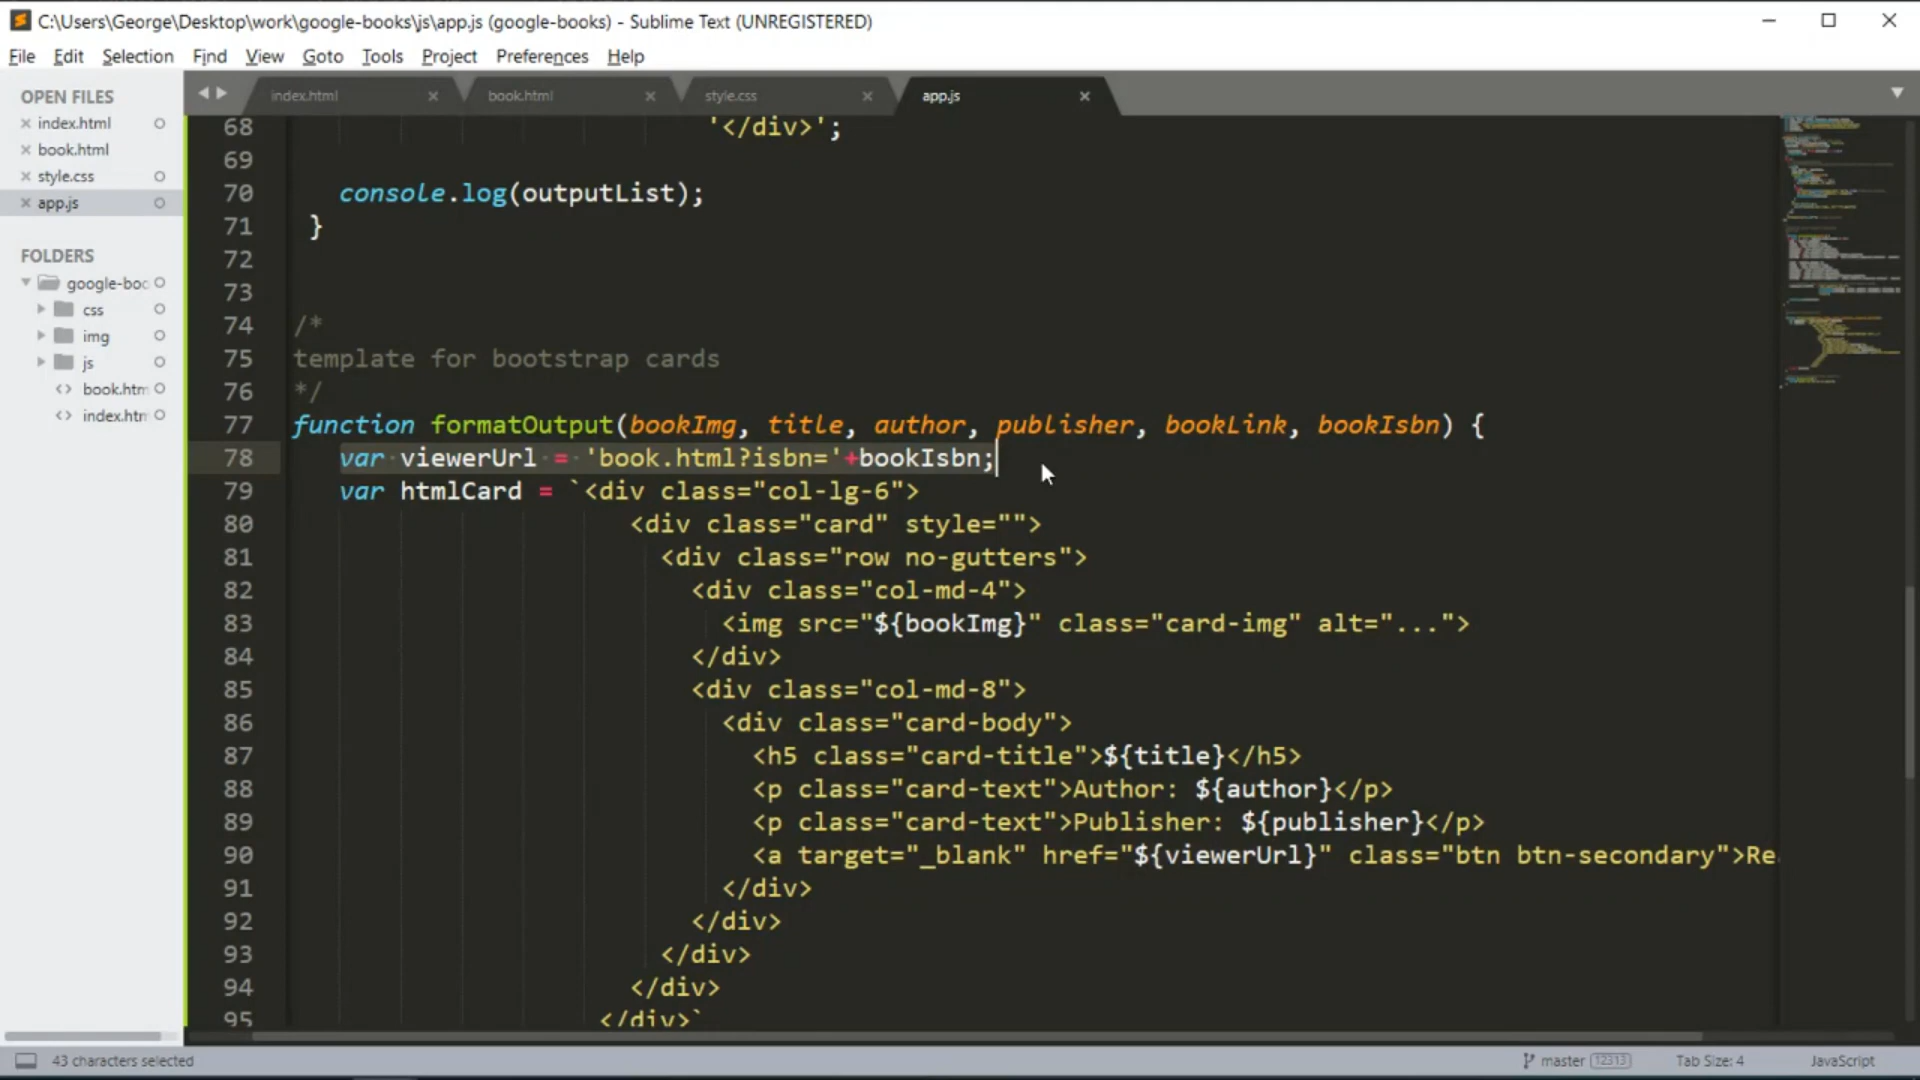 C:\Users\George\Desktop\work\google-books\js\app.js (google-books) - Sublime Text (UNREGISTERED)
File Edit Selection Find View Goto Tools Project Preferences Help
OPEN FILES
index.html
book.html
style.css
app.js
FOLDERS
google-boo
css
img
js
book.htm
index.htm
index.html book.html style.css app.js
68 '</div>';
69
70 console.log(outputList);
71 }
72
73
74 /*
75 template for bootstrap cards
76 */
77 function formatOutput(bookImg, title, author, publisher, bookLink, bookIsbn) {
78 var viewerUrl = 'book.html?isbn='+bookIsbn;
79 var htmlCard = `<div class="col-lg-6">
80 <div class="card" style="">
81 <div class="row no-gutters">
82 <div class="col-md-4">
83 <img src="${bookImg}" class="card-img" alt="...">
84 </div>
85 <div class="col-md-8">
86 <div class="card-body">
87 <h5 class="card-title">${title}</h5>
88 <p class="card-text">Author: ${author}</p>
89 <p class="card-text">Publisher: ${publisher}</p>
90 <a target="_blank" href="${viewerUrl}" class="btn btn-secondary">Re
91 </div>
92 </div>
93 </div>
94 </div>
95 </div>`
43 characters selected master 12313 Tab Size: 4 JavaScript